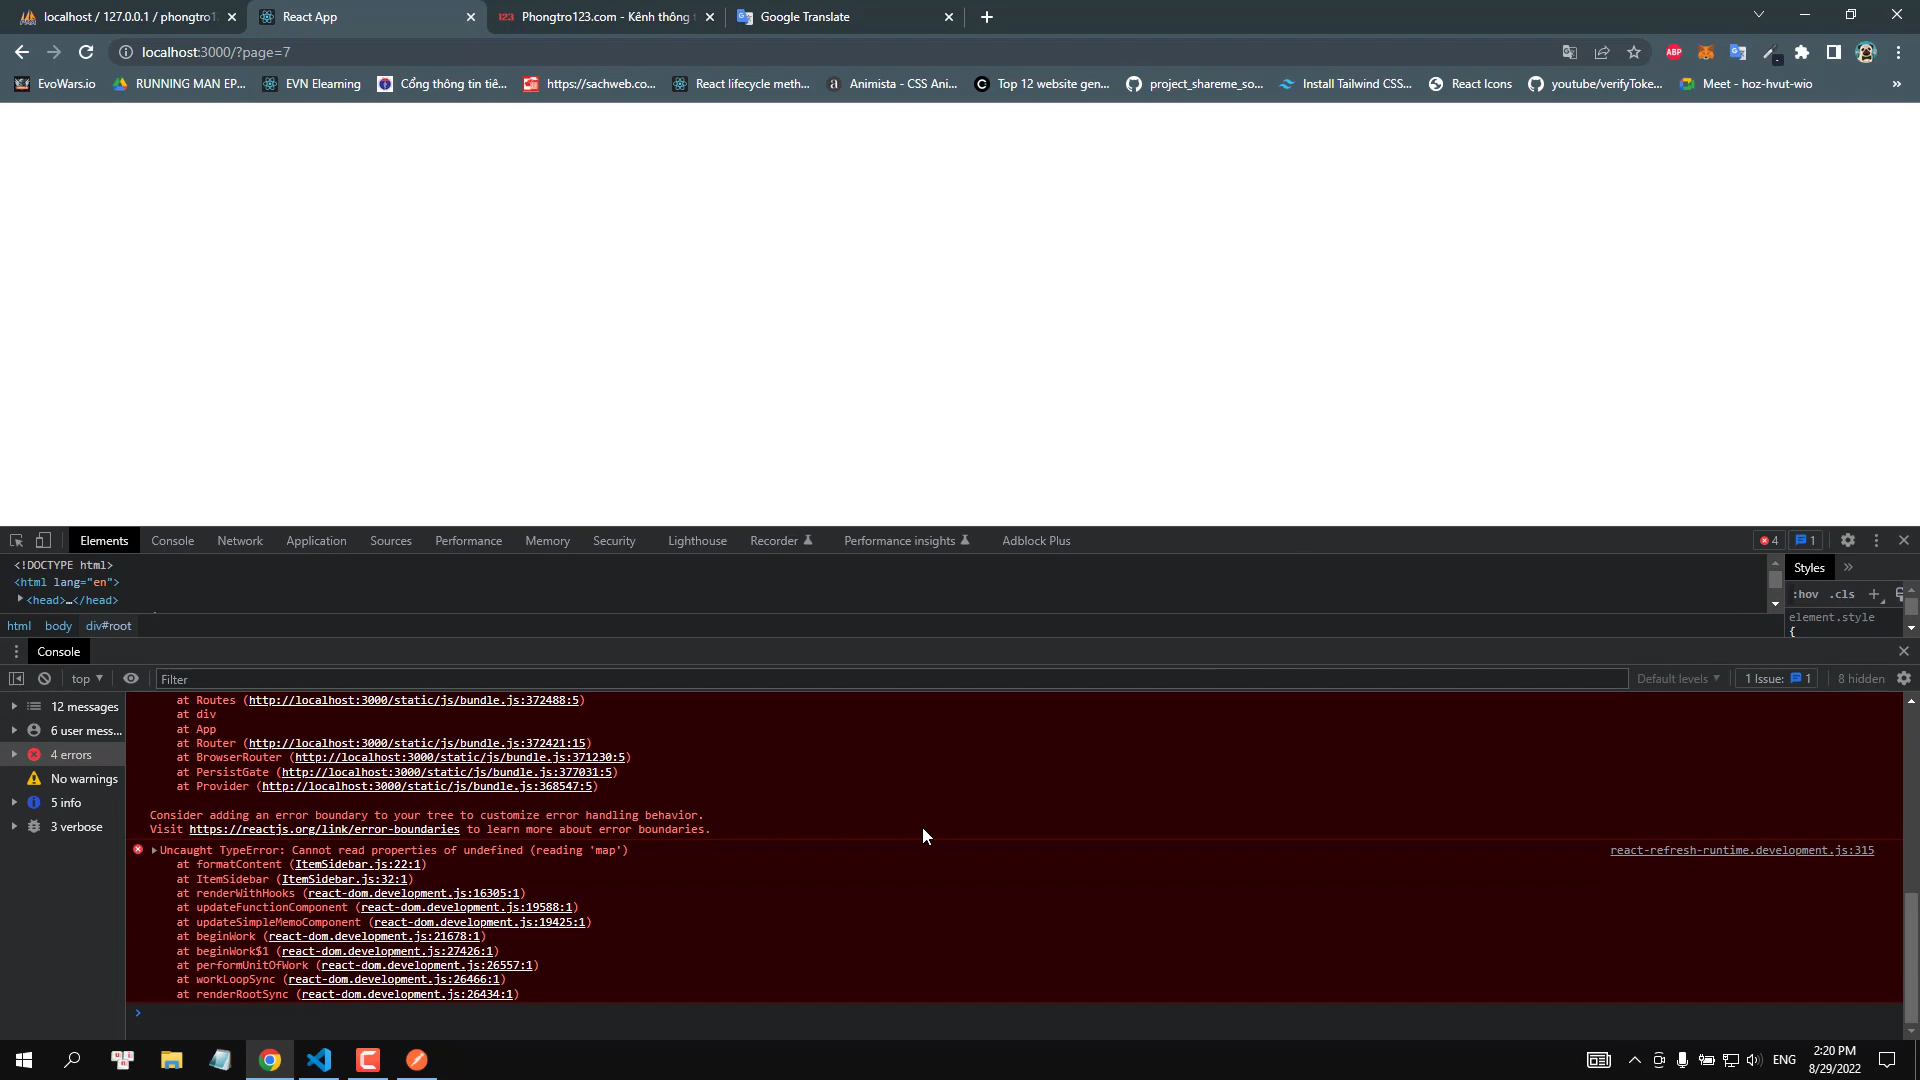 localhost / 127.0.0.1 / phongtro1
React App
123 Phongtro123.com - Kênh thông t
Google Translate
localhost:3000/?page=7
ABP
EvoWars.io
RUNNING MAN EP...
EVN Elearning
Cổng thông tin tiê...
https://sachweb.co...
React lifecycle meth...
a Animista - CSS Ani...
C Top 12 website gen...
project_shareme_so...
Install Tailwind CSS...
React Icons
youtube/verifyToke...
Meet - hoz-hvut-wio
»
Elements Console Network Application Sources Performance Memory Security Lighthouse Recorder Performance insights Adblock Plus
4 1
<!DOCTYPE html>
<html lang="en">
<head>…</head>
Styles »
:hov .cls +
element.style
{
html body div#root
Console
top ▼
Filter
Default levels ▼
1 Issue: 1
8 hidden
12 messages
6 user mess...
4 errors
No warnings
5 info
3 verbose
at Routes (http://localhost:3000/static/js/bundle.js:372488:5)
at div
at App
at Router (http://localhost:3000/static/js/bundle.js:372421:15)
at BrowserRouter (http://localhost:3000/static/js/bundle.js:371230:5)
at PersistGate (http://localhost:3000/static/js/bundle.js:377031:5)
at Provider (http://localhost:3000/static/js/bundle.js:368547:5)
Consider adding an error boundary to your tree to customize error handling behavior.
Visit https://reactjs.org/link/error-boundaries to learn more about error boundaries.
Uncaught TypeError: Cannot read properties of undefined (reading 'map') react-refresh-runtime.development.js:315
at formatContent (ItemSidebar.js:22:1)
at ItemSidebar (ItemSidebar.js:32:1)
at renderWithHooks (react-dom.development.js:16305:1)
at updateFunctionComponent (react-dom.development.js:19588:1)
at updateSimpleMemoComponent (react-dom.development.js:19425:1)
at beginWork (react-dom.development.js:21678:1)
at beginWork$1 (react-dom.development.js:27426:1)
at performUnitOfWork (react-dom.development.js:26557:1)
at workLoopSync (react-dom.development.js:26466:1)
at renderRootSync (react-dom.development.js:26434:1)
>
ENG
2:20 PM
8/29/2022